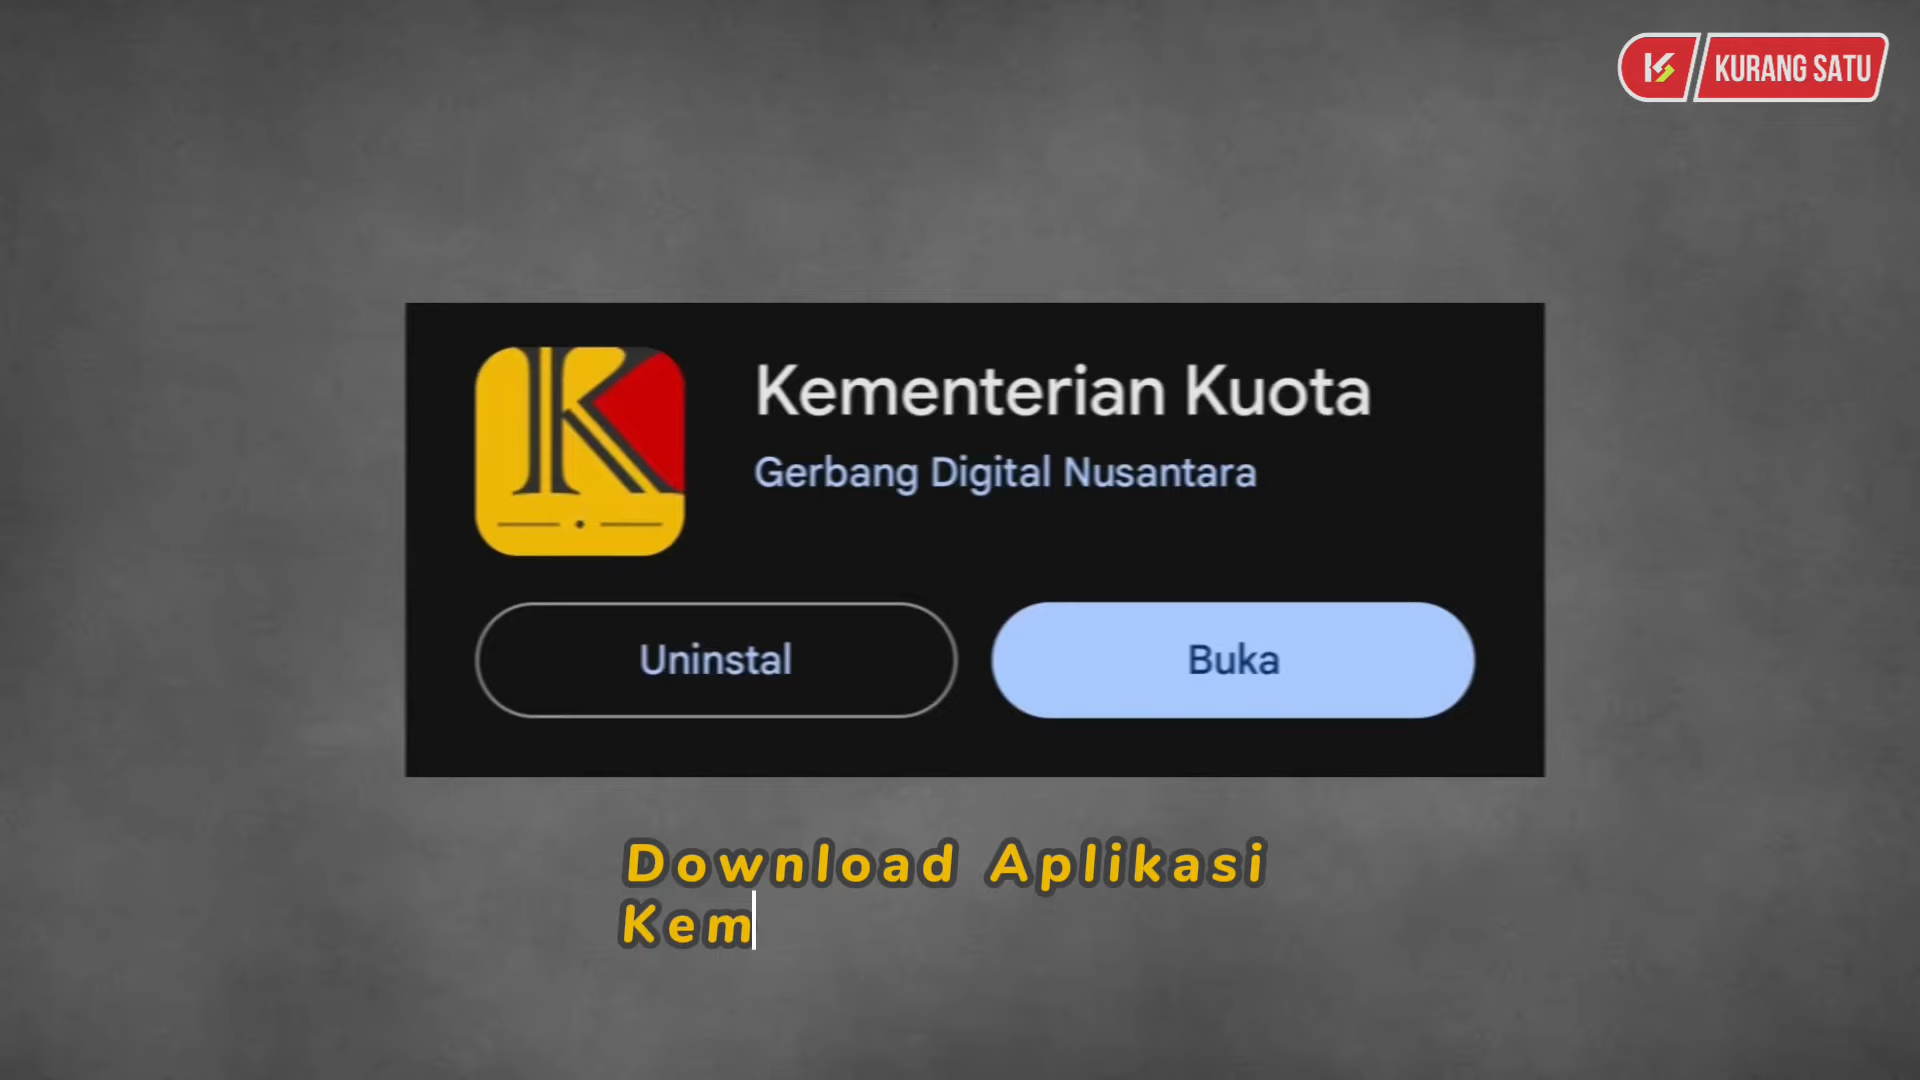 KURANG SATU
Kementerian Kuota
Gerbang Digital Nusantara
Uninstal
Buka
Download Aplikasi
Kem